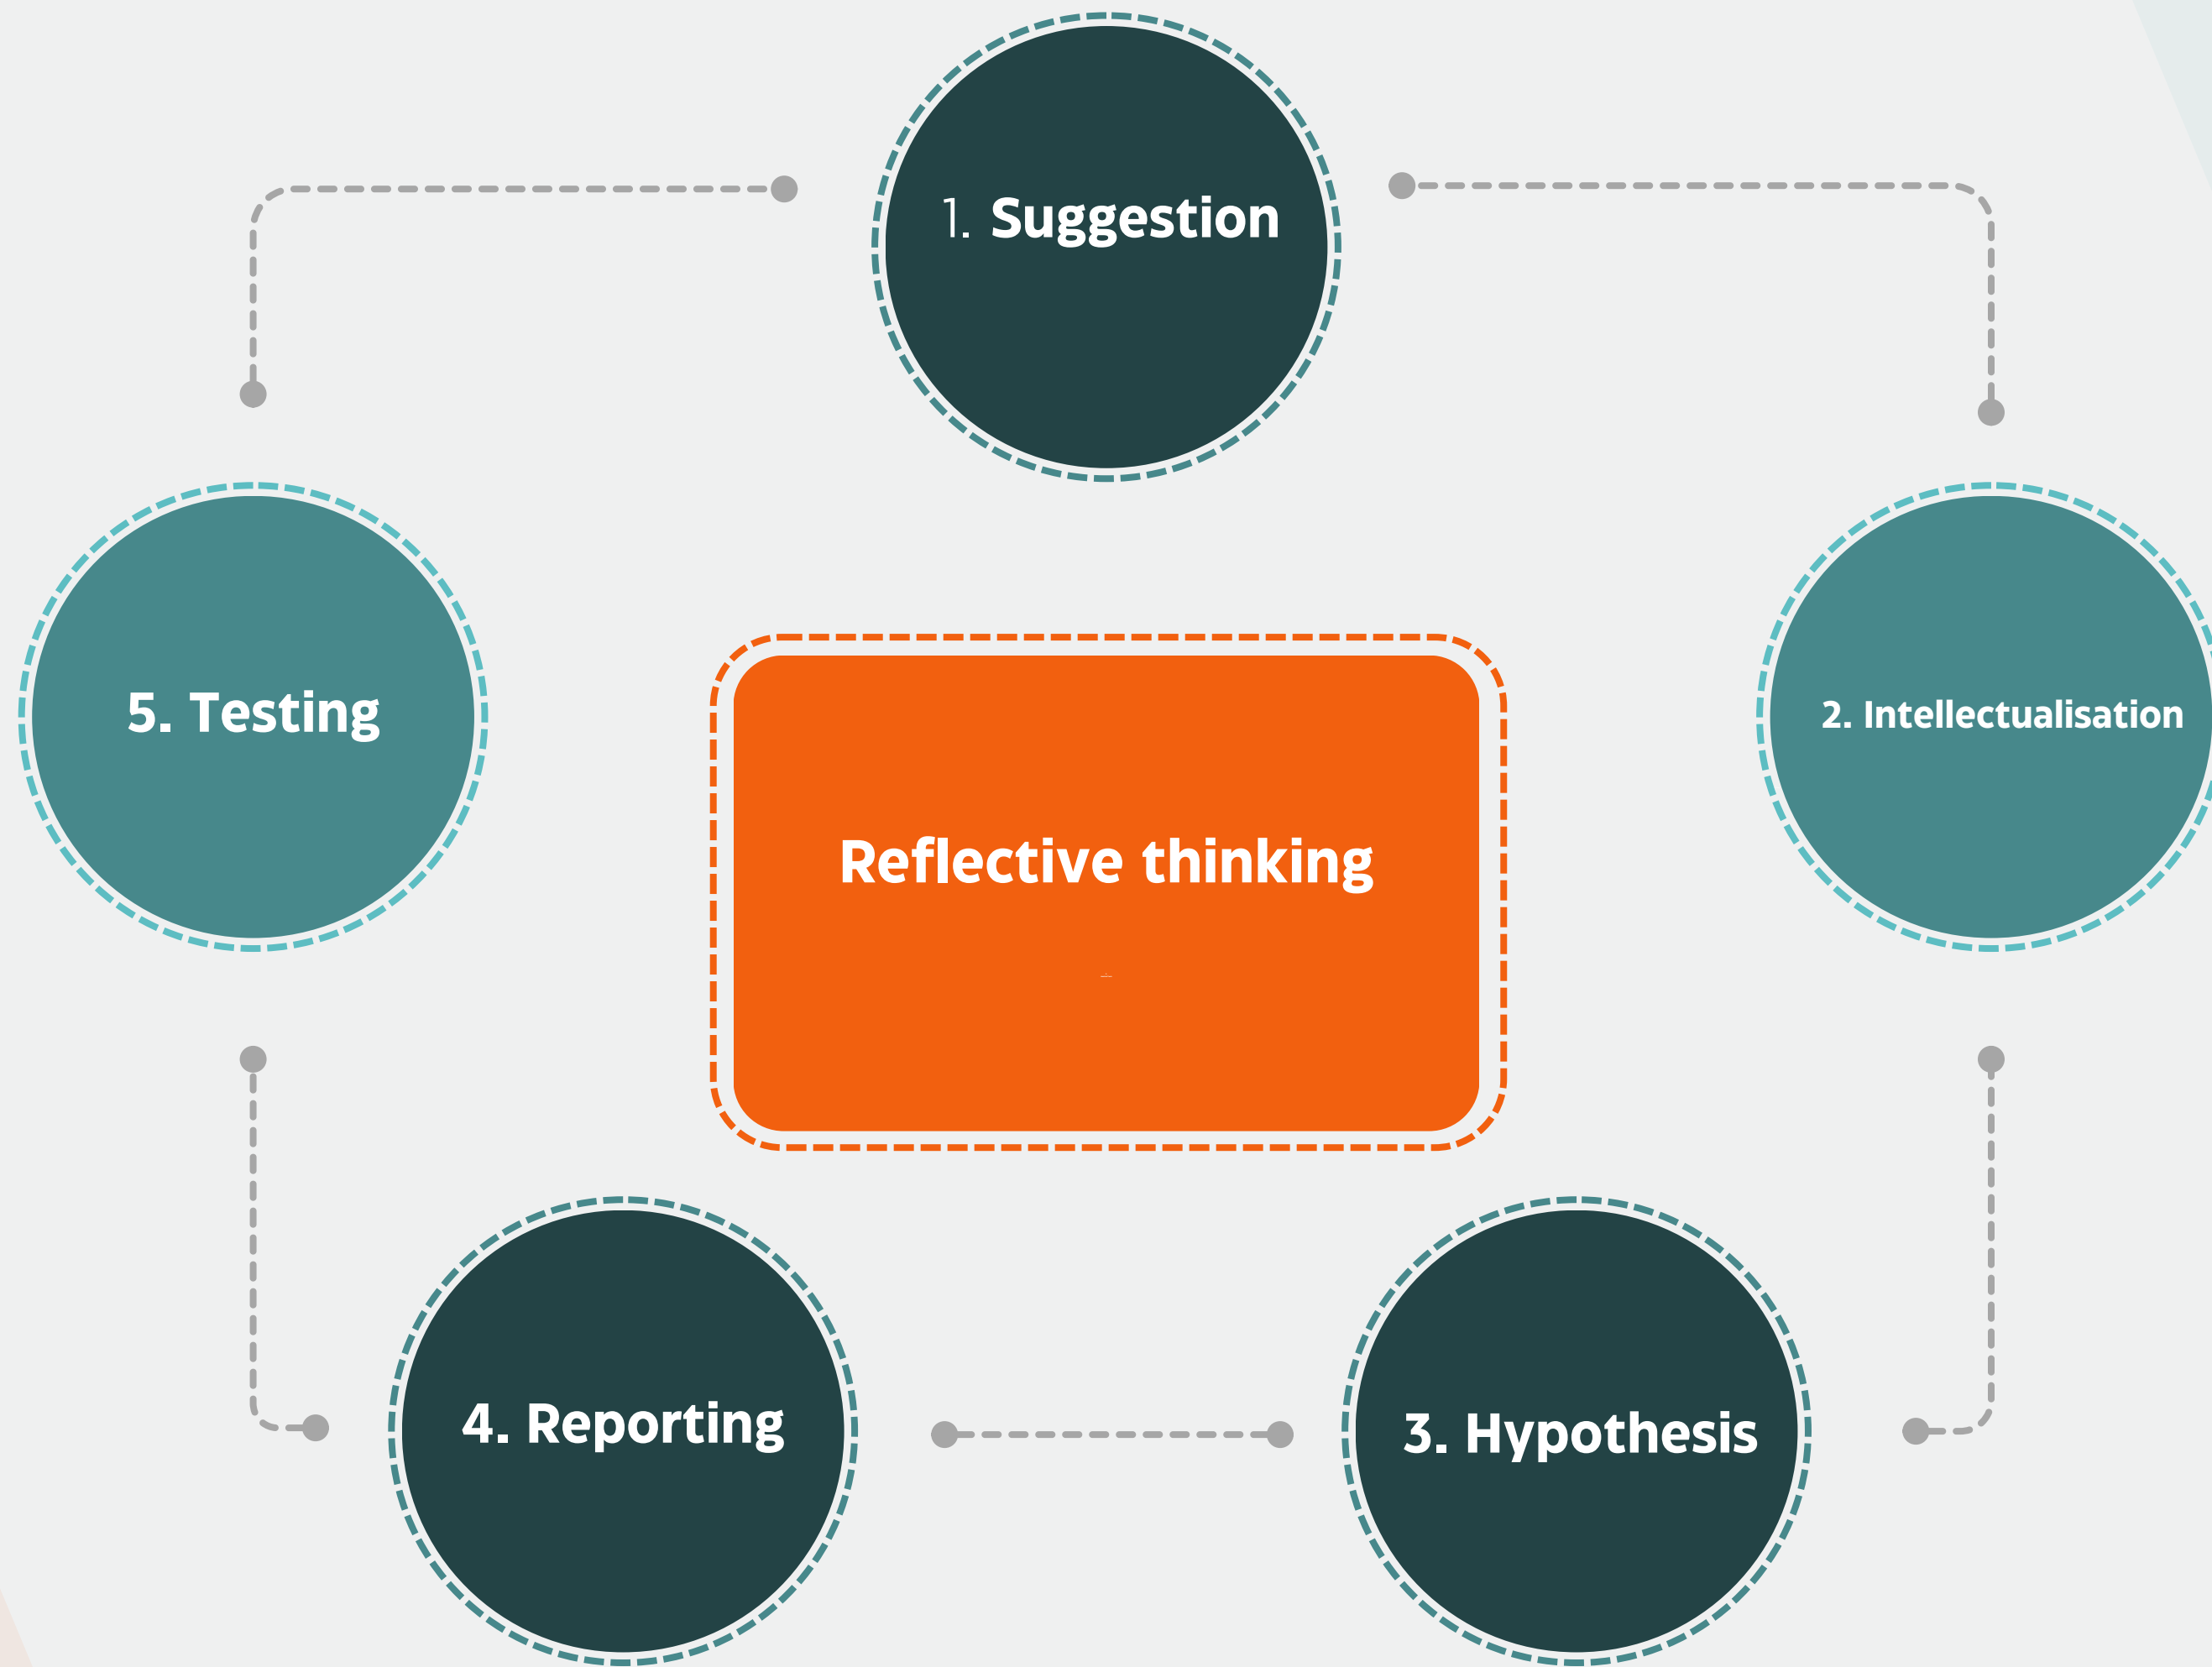 1. Suggestion
2. Intellectualisation
3. Hypothesis
4. Reporting
5. Testing
Reflective thinking